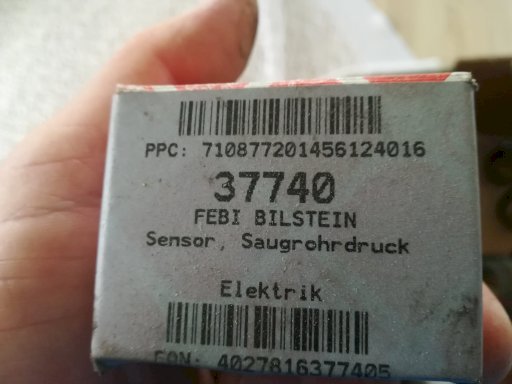 PPC: 710877201456124016
37740
FEBI BILSTEIN
Sensor, Saugrohrdruck
Elektrik
EAN: 4027816377405